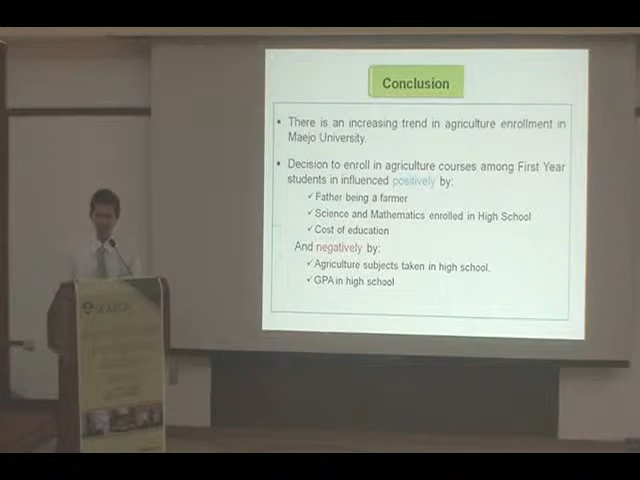 Conclusion
• There is an increasing trend in agriculture enrollment in
Maejo University.
• Decision to enroll in agriculture courses among First Year
students in influenced positively by:
✓Father being a farmer
✓Science and Mathematics enrolled in High School
✓Cost of education
And negatively by:
✓Agriculture subjects taken in high school.
✓GPA in high school
SEARCA